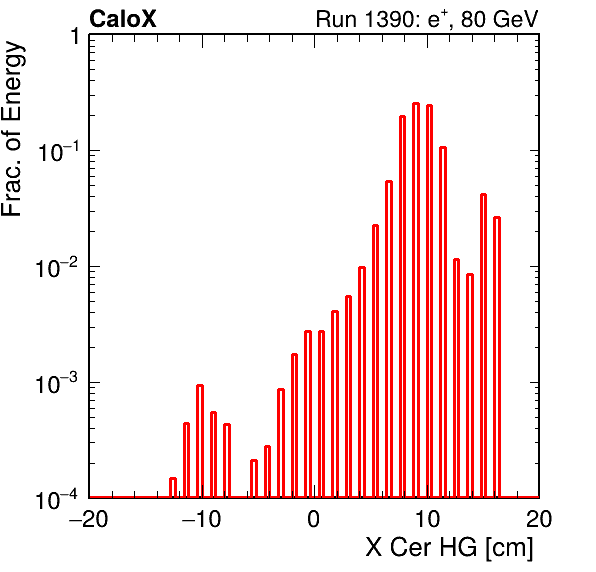 CaloX Run 1390: e⁺, 80 GeV
Frac. of Energy
1
10⁻¹
10⁻²
10⁻³
10⁻⁴
−20 −10 0 10 20
X Cer HG [cm]